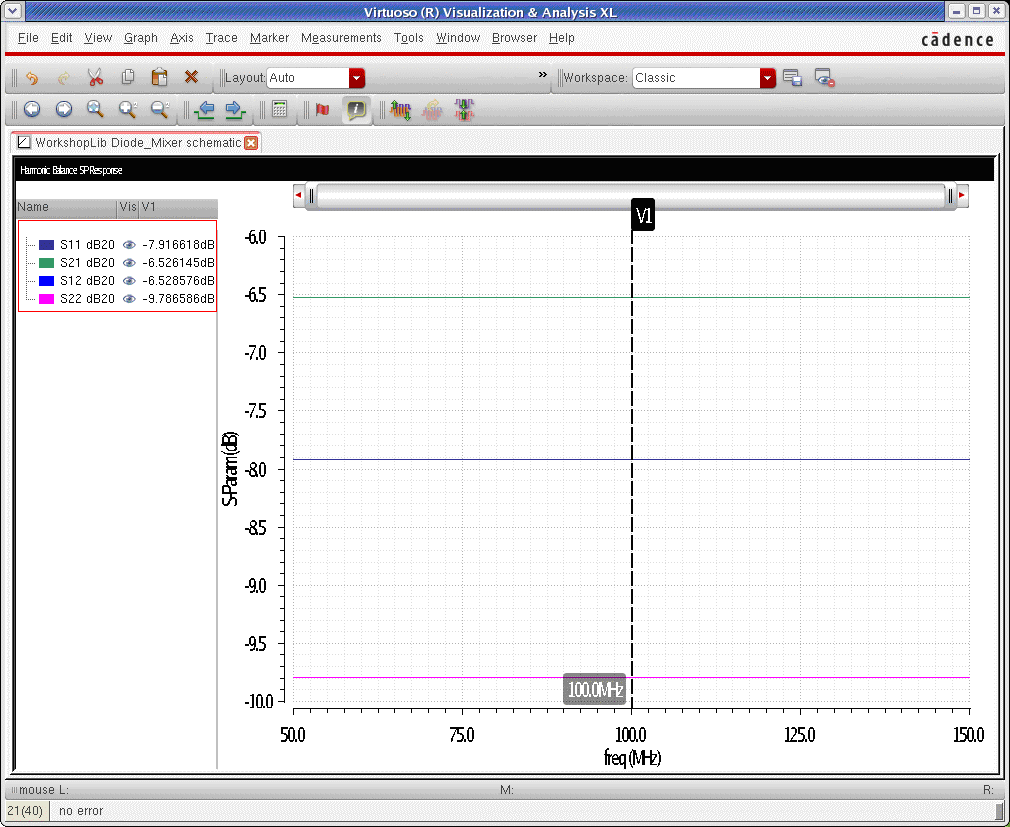 Virtuoso (R) Visualization & Analysis XL
File Edit View Graph Axis Trace Marker Measurements Tools Window Browser Help
cādence
Layout: Auto » Workspace: Classic
WorkshopLib Diode_Mixer schematic
Harmonic Balance SP Response
Name Vis V1
S11 dB20 -7.916618dB
S21 dB20 -6.526145dB
S12 dB20 -6.528576dB
S22 dB20 -9.786586dB
V1
-6.0
-6.5
-7.0
-7.5
-8.0
-8.5
-9.0
-9.5
-10.0
S-Param (dB)
100.0MHz
50.0 75.0 100.0 125.0 150.0
freq (MHz)
mouse L: M: R:
21(40) no error